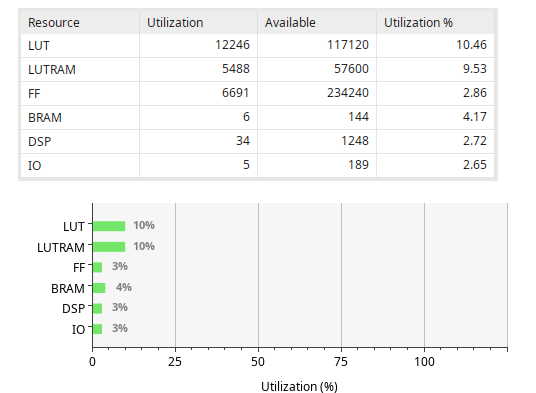 Resource Utilization Available Utilization %
LUT 12246 117120 10.46
LUTRAM 5488 57600 9.53
FF 6691 234240 2.86
BRAM 6 144 4.17
DSP 34 1248 2.72
IO 5 189 2.65
LUT 10%
LUTRAM 10%
FF 3%
BRAM 4%
DSP 3%
IO 3%
0 25 50 75 100
Utilization (%)